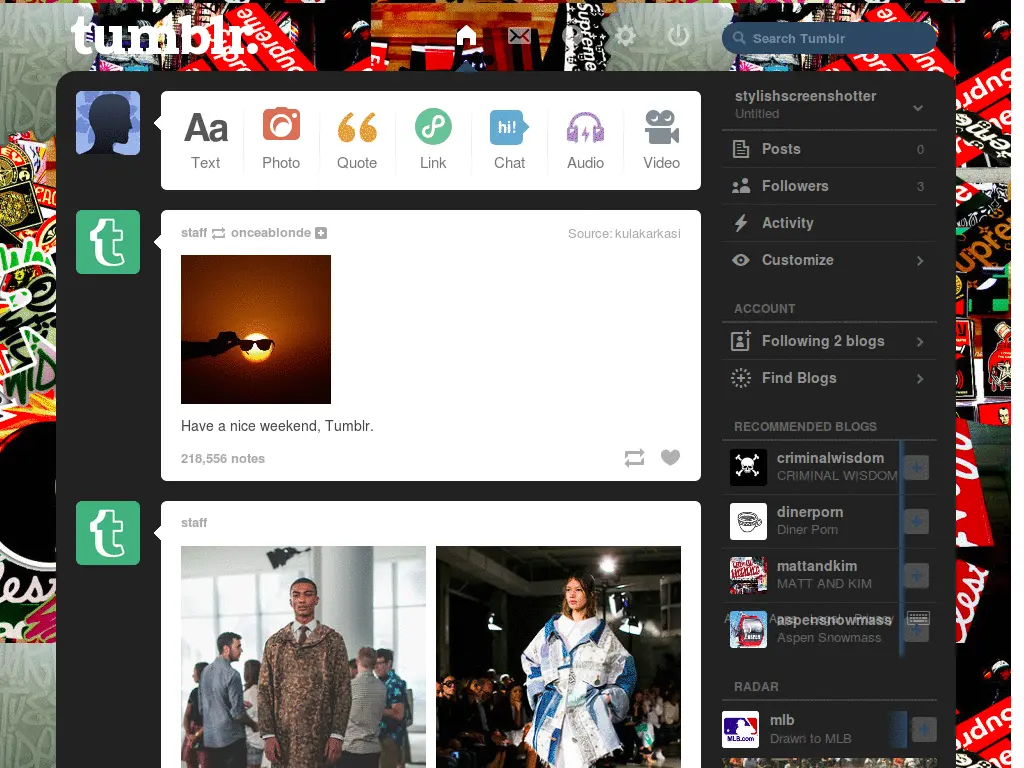 tumblr.
Search Tumblr
Aa
hi!
Text
Photo
Quote
Link
Chat
Audio
Video
staff onceablonde
Source: kulakarkasi
Have a nice weekend, Tumblr.
218,556 notes
staff
stylishscreenshotter
Untitled
Posts 0
Followers 3
Activity
Customize
ACCOUNT
Following 2 blogs
Find Blogs
RECOMMENDED BLOGS
criminalwisdom
CRIMINAL WISDOM
dinerporn
Diner Porn
mattandkim
MATT AND KIM
aspensnowmass
Aspen Snowmass
RADAR
mlb
Drawn to MLB
MLB.com
Supreme